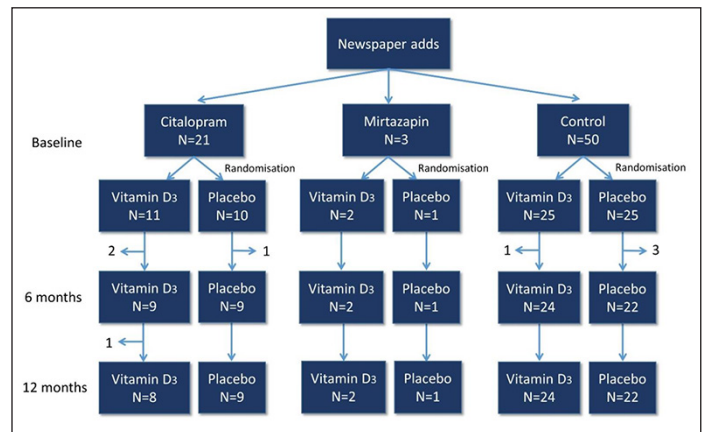 Newspaper adds
Baseline
Citalopram
N=21
Mirtazapin
N=3
Control
N=50
Randomisation
Randomisation
Randomisation
Vitamin D3
N=11
Placebo
N=10
Vitamin D3
N=2
Placebo
N=1
Vitamin D3
N=25
Placebo
N=25
2
1
1
3
6 months
Vitamin D3
N=9
Placebo
N=9
Vitamin D3
N=2
Placebo
N=1
Vitamin D3
N=24
Placebo
N=22
1
12 months
Vitamin D3
N=8
Placebo
N=9
Vitamin D3
N=2
Placebo
N=1
Vitamin D3
N=24
Placebo
N=22